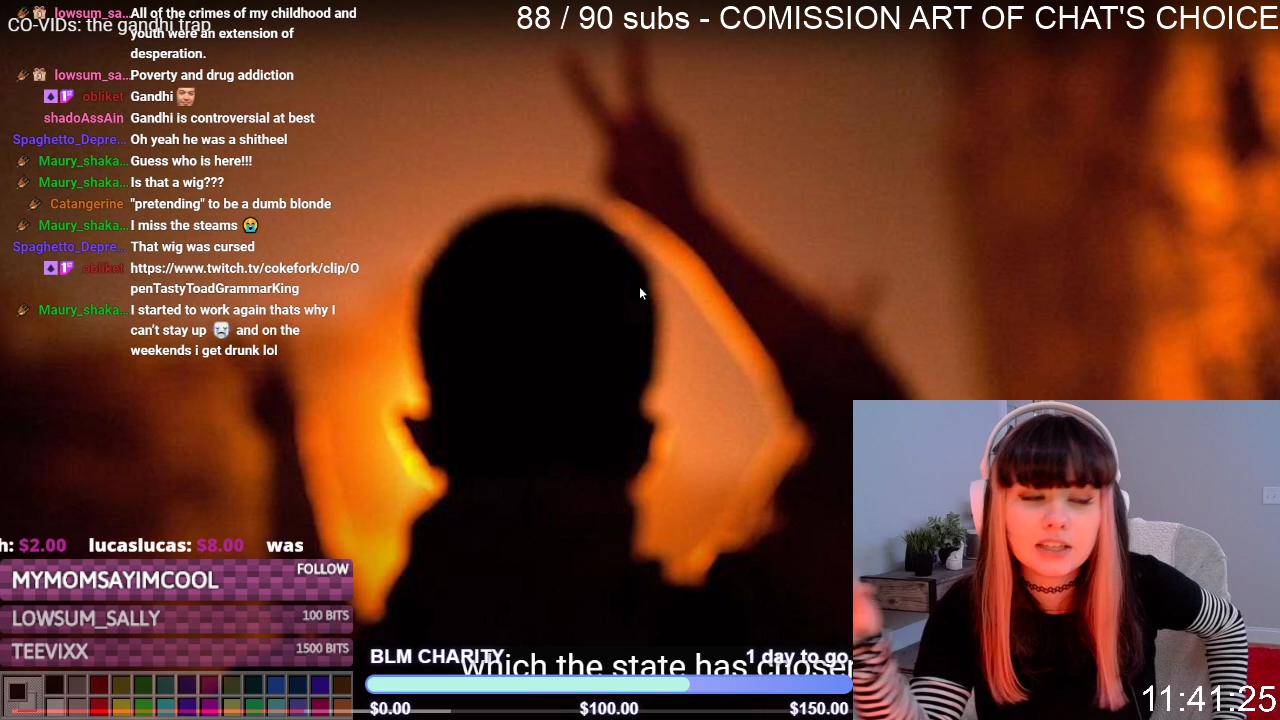 88 / 90 subs - COMISSION ART OF CHAT'S CHOICE
CO-VIDs: the gandhi trap
lowsum_sa... All of the crimes of my childhood and
youth were an extension of
desperation.
lowsum_sa... Poverty and drug addiction
obliket Gandhi
shadoAssAin Gandhi is controversial at best
Spaghetto_Depre... Oh yeah he was a shitheel
Maury_shaka... Guess who is here!!!
Maury_shaka... Is that a wig???
Catangerine "pretending" to be a dumb blonde
Maury_shaka... I miss the steams
Spaghetto_Depre... That wig was cursed
obliket https://www.twitch.tv/cokefork/clip/O
penTastyToadGrammarKing
Maury_shaka... I started to work again thats why I
can't stay up and on the
weekends i get drunk lol
h: $2.00 lucaslucas: $8.00 was
MYMOMSAYIMCOOL FOLLOW
LOWSUM_SALLY 100 BITS
TEEVIXX 1500 BITS
BLM CHARITY 1 day to go
which the state has chosen
$0.00 $100.00 $150.00
11:41:25